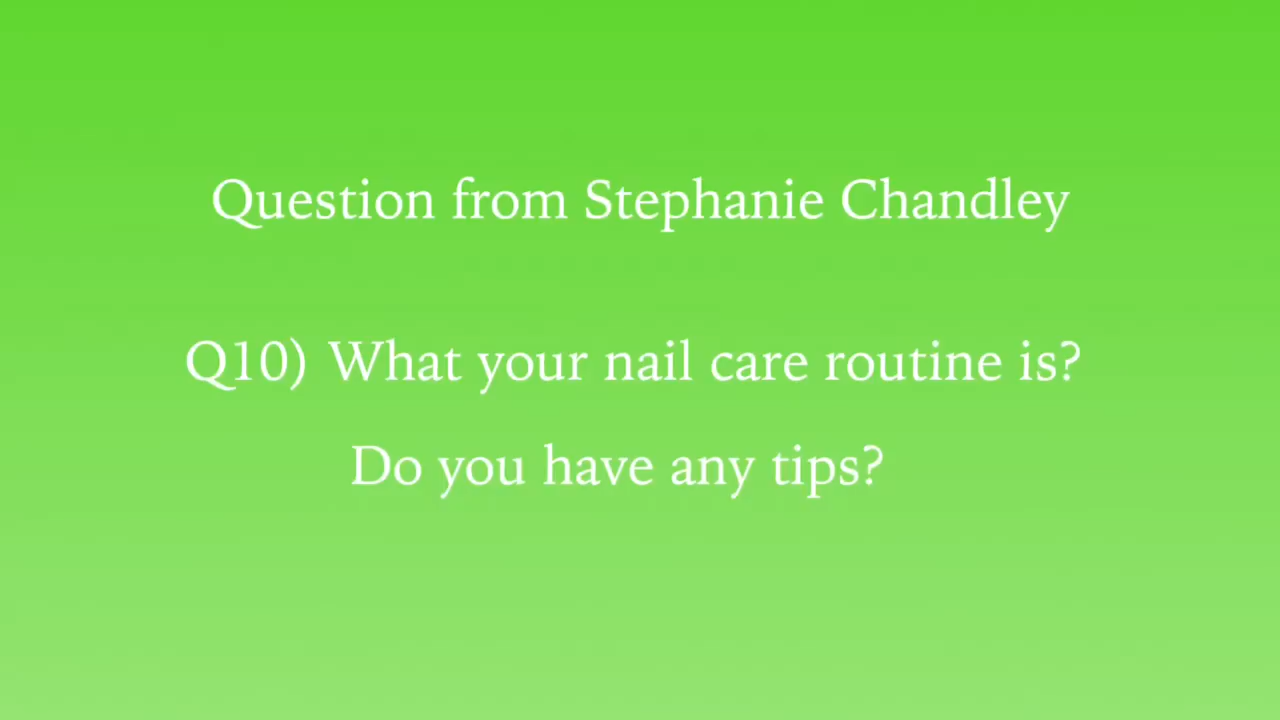 Question from Stephanie Chandley
Q10) What your nail care routine is?
Do you have any tips?